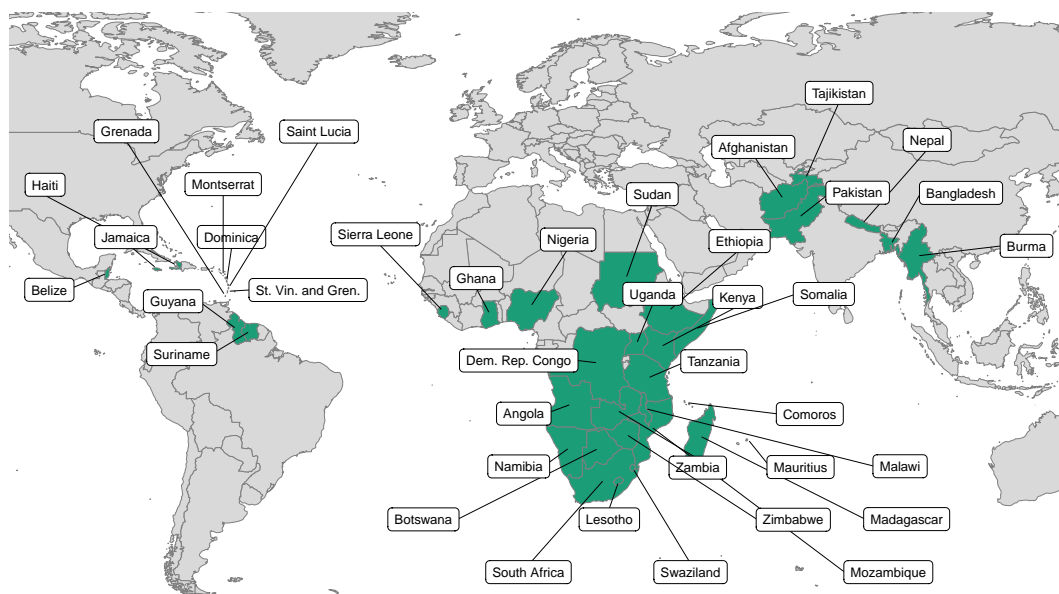 Tajikistan
Grenada
Saint Lucia
Nepal
Afghanistan
Haiti
Montserrat
Sudan
Pakistan
Bangladesh
Jamaica
Dominica
Sierra Leone
Nigeria
Ethiopia
Burma
Belize
St. Vin. and Gren.
Ghana
Guyana
Uganda
Kenya
Somalia
Suriname
Dem. Rep. Congo
Tanzania
Angola
Comoros
Namibia
Zambia
Mauritius
Malawi
Botswana
Lesotho
Zimbabwe
Madagascar
South Africa
Swaziland
Mozambique